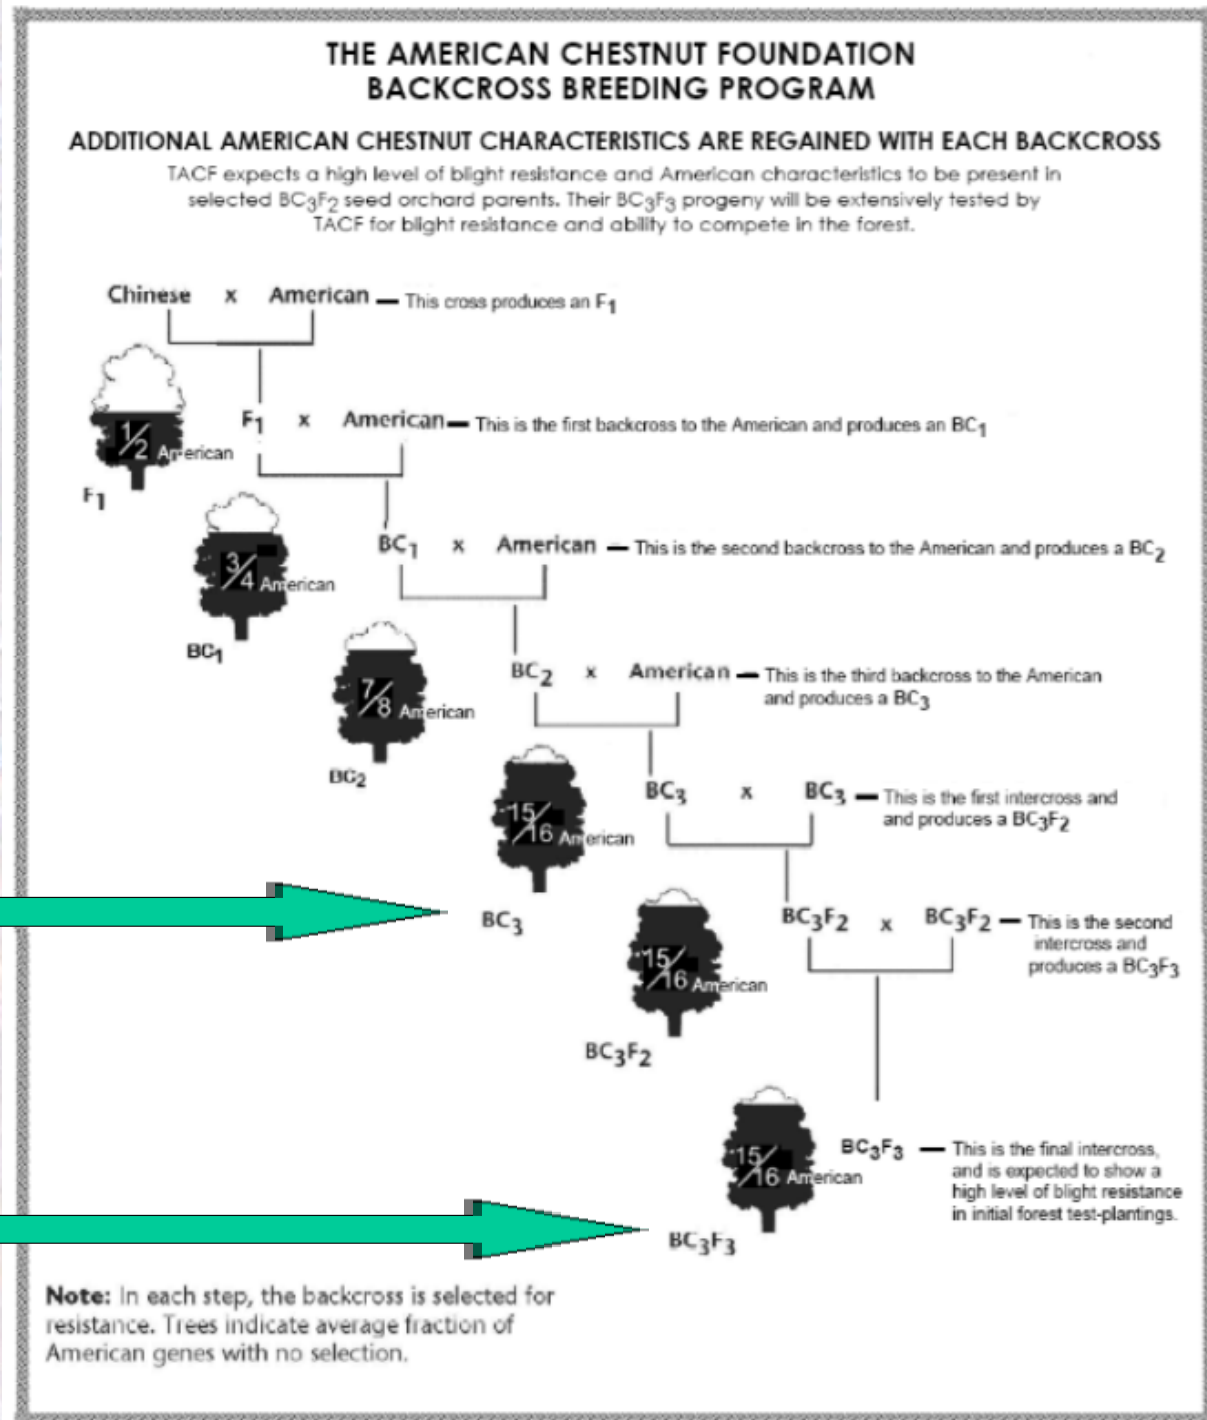 THE AMERICAN CHESTNUT FOUNDATION
BACKCROSS BREEDING PROGRAM
ADDITIONAL AMERICAN CHESTNUT CHARACTERISTICS ARE REGAINED WITH EACH BACKCROSS
TACF expects a high level of blight resistance and American characteristics to be present in
selected BC3F2 seed orchard parents. Their BC3F3 progeny will be extensively tested by
TACF for blight resistance and ability to compete in the forest.
Chinese x American — This cross produces an F1
F1 x American — This is the first backcross to the American and produces an BC1
1/2 American
F1
BC1 x American — This is the second backcross to the American and produces a BC2
3/4 American
BC1
BC2 x American — This is the third backcross to the American
and produces a BC3
7/8 American
BC2
BC3 x BC3 — This is the first intercross and
and produces a BC3F2
15/16 American
BC3
BC3F2 x BC3F2 — This is the second
intercross and
produces a BC3F3
15/16 American
BC3F2
BC3F3 — This is the final intercross,
and is expected to show a
high level of blight resistance
in initial forest test-plantings.
15/16 American
BC3F3
Note: In each step, the backcross is selected for
resistance. Trees indicate average fraction of
American genes with no selection.